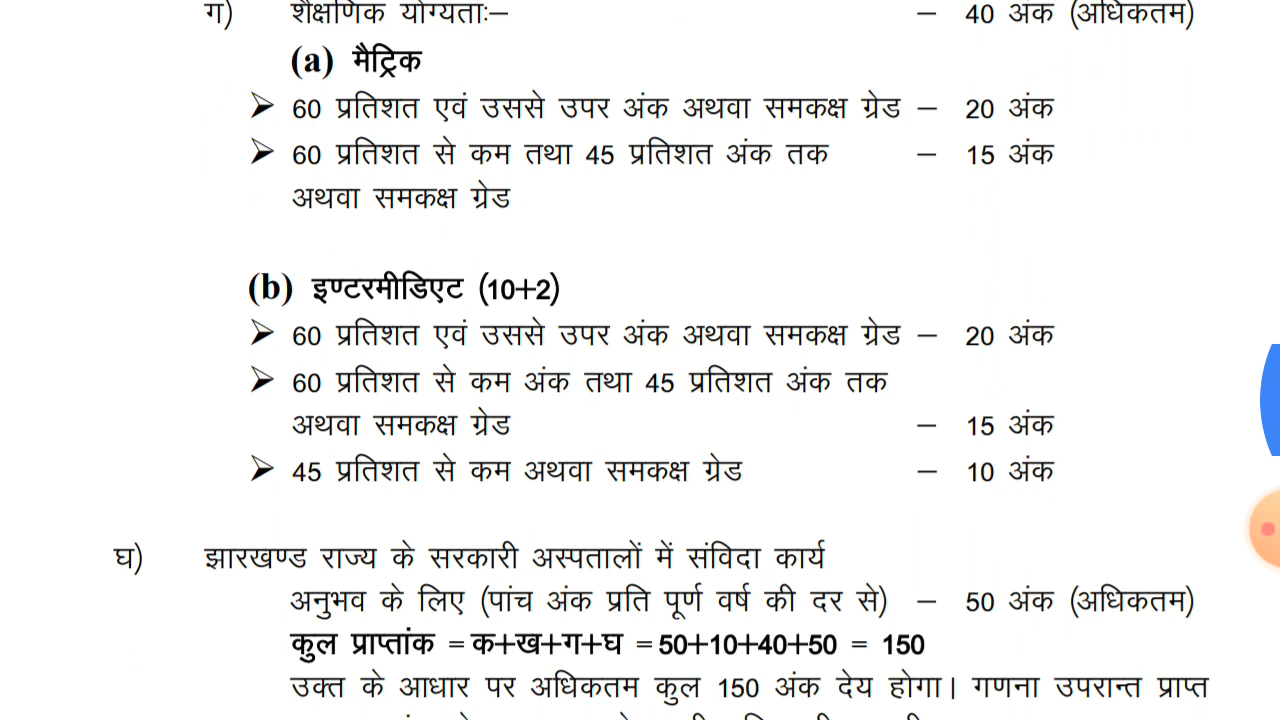 ग) शैक्षणिक योग्यताः– – 40 अंक (अधिकतम)
(a) मैट्रिक
➢ 60 प्रतिशत एवं उससे उपर अंक अथवा समकक्ष ग्रेड – 20 अंक
➢ 60 प्रतिशत से कम तथा 45 प्रतिशत अंक तक – 15 अंक
अथवा समकक्ष ग्रेड
(b) इण्टरमीडिएट (10+2)
➢ 60 प्रतिशत एवं उससे उपर अंक अथवा समकक्ष ग्रेड – 20 अंक
➢ 60 प्रतिशत से कम अंक तथा 45 प्रतिशत अंक तक
अथवा समकक्ष ग्रेड – 15 अंक
➢ 45 प्रतिशत से कम अथवा समकक्ष ग्रेड – 10 अंक
घ) झारखण्ड राज्य के सरकारी अस्पतालों में संविदा कार्य
अनुभव के लिए (पांच अंक प्रति पूर्ण वर्ष की दर से) – 50 अंक (अधिकतम)
कुल प्राप्तांक = क+ख+ग+घ = 50+10+40+50 = 150
उक्त के आधार पर अधिकतम कुल 150 अंक देय होगा। गणना उपरान्त प्राप्त